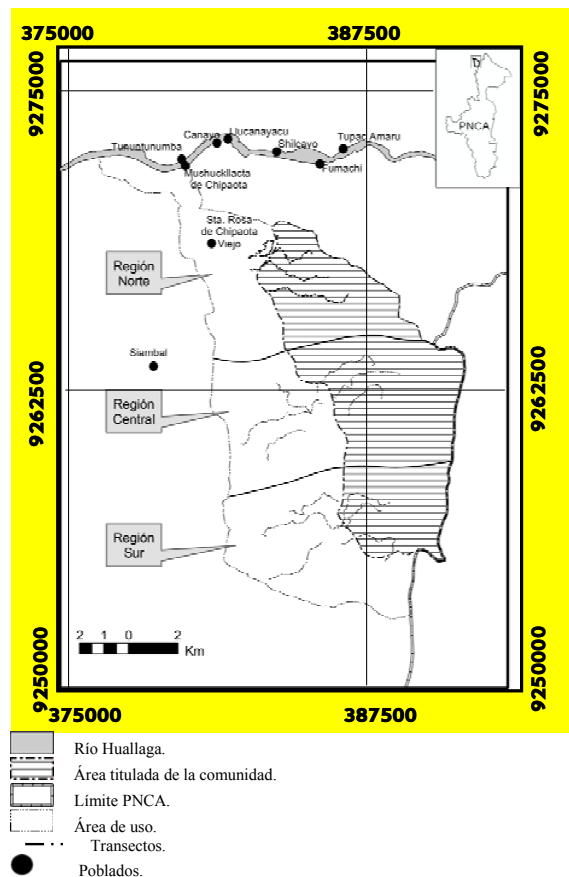 375000
387500
9275000
9275000
PNCA
Llucanayacu
Canayo
Tupac Amaru
Shilcayo
Tununtunumba
Fumachi
Mushuckllacta
de Chipaota
Sta. Rosa
de Chipaota
Viejo
Región
Norte
Siambal
9262500
9262500
Región
Central
Región
Sur
2 1 0 2
Km
9250000
9250000
375000
387500
Río Huallaga.
Área titulada de la comunidad.
Límite PNCA.
Área de uso.
Transectos.
Poblados.